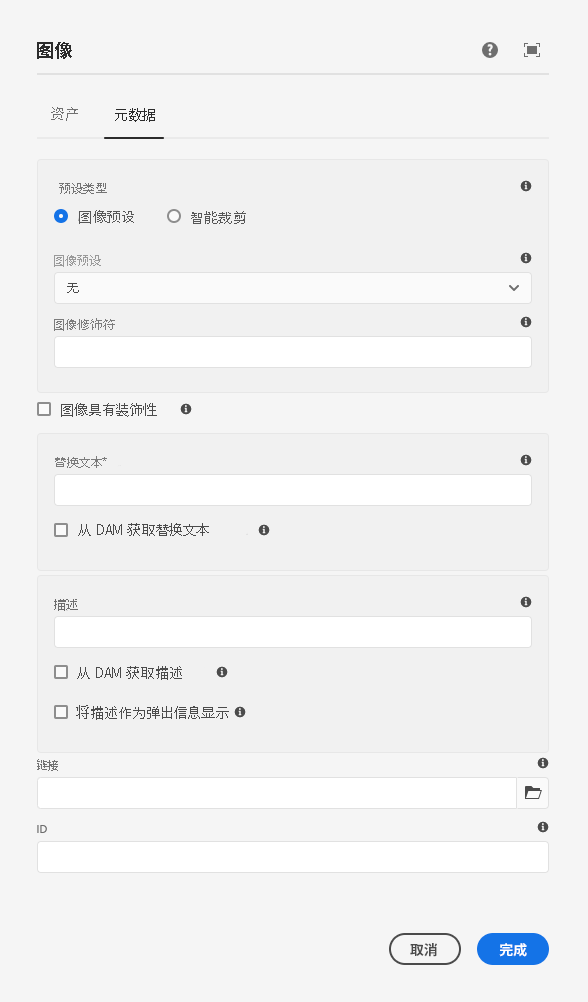 图像
资产 元数据
预设类型
图像预设 智能裁剪
图像预设
无
图像修饰符
图像具有装饰性
替换文本*
从 DAM 获取替换文本
描述
从 DAM 获取描述
将描述作为弹出信息显示
链接
ID
取消 完成